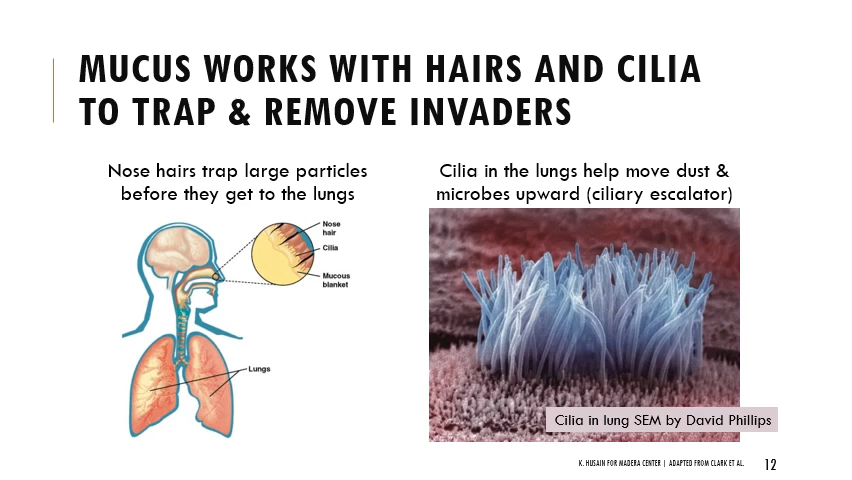 MUCUS WORKS WITH HAIRS AND CILIA
TO TRAP & REMOVE INVADERS
Nose hairs trap large particles
before they get to the lungs
Cilia in the lungs help move dust &
microbes upward (ciliary escalator)
Nose
hair
Cilia
Mucous
blanket
Lungs
Cilia in lung SEM by David Phillips
K. HUSAIN FOR MADERA CENTER | ADAPTED FROM CLARK ET AL.
12